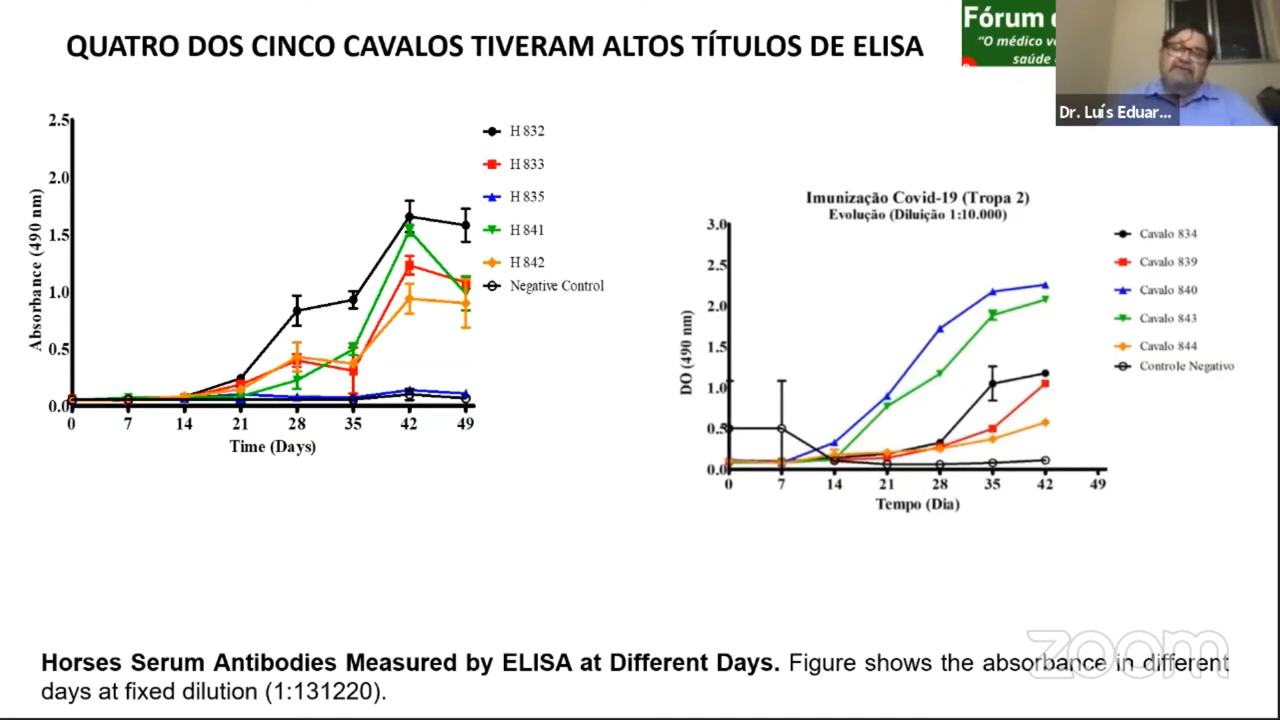 QUATRO DOS CINCO CAVALOS TIVERAM ALTOS TÍTULOS DE ELISA
Fórum
"O médico
saúde
Dr. Luís Eduar...
2.5
2.0
1.5
1.0
0.5
0.0
Absorbance (490 nm)
0 7 14 21 28 35 42 49
Time (Days)
H 832
H 833
H 835
H 841
H 842
Negative Control
Imunização Covid-19 (Tropa 2)
Evolução (Diluição 1:10.000)
3.0
2.5
2.0
1.5
1.0
0.5
0.0
DO (490 nm)
0 7 14 21 28 35 42 49
Tempo (Dia)
Cavalo 834
Cavalo 839
Cavalo 840
Cavalo 843
Cavalo 844
Controle Negativo
zoom
Horses Serum Antibodies Measured by ELISA at Different Days. Figure shows the absorbance in different
days at fixed dilution (1:131220).